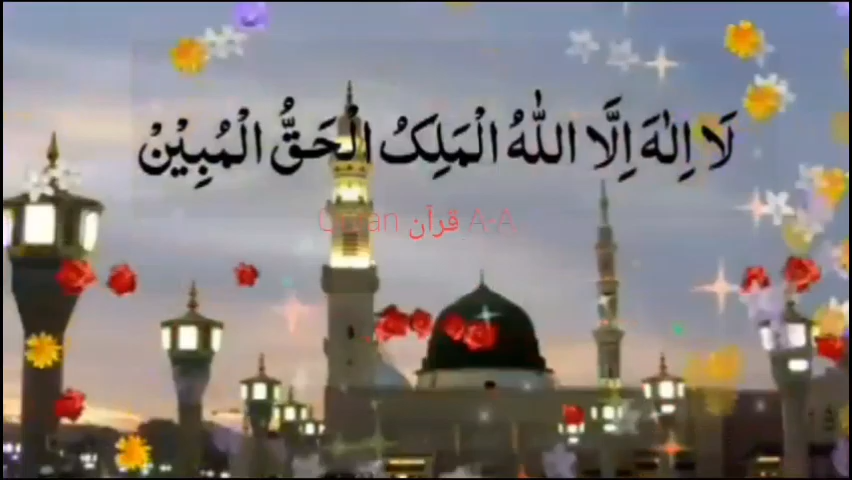 لَا اِلٰهَ اِلَّا اللّٰهُ الْمَلِكُ الْحَقُّ الْمُبِيْنْ
Quran قرآن A.A